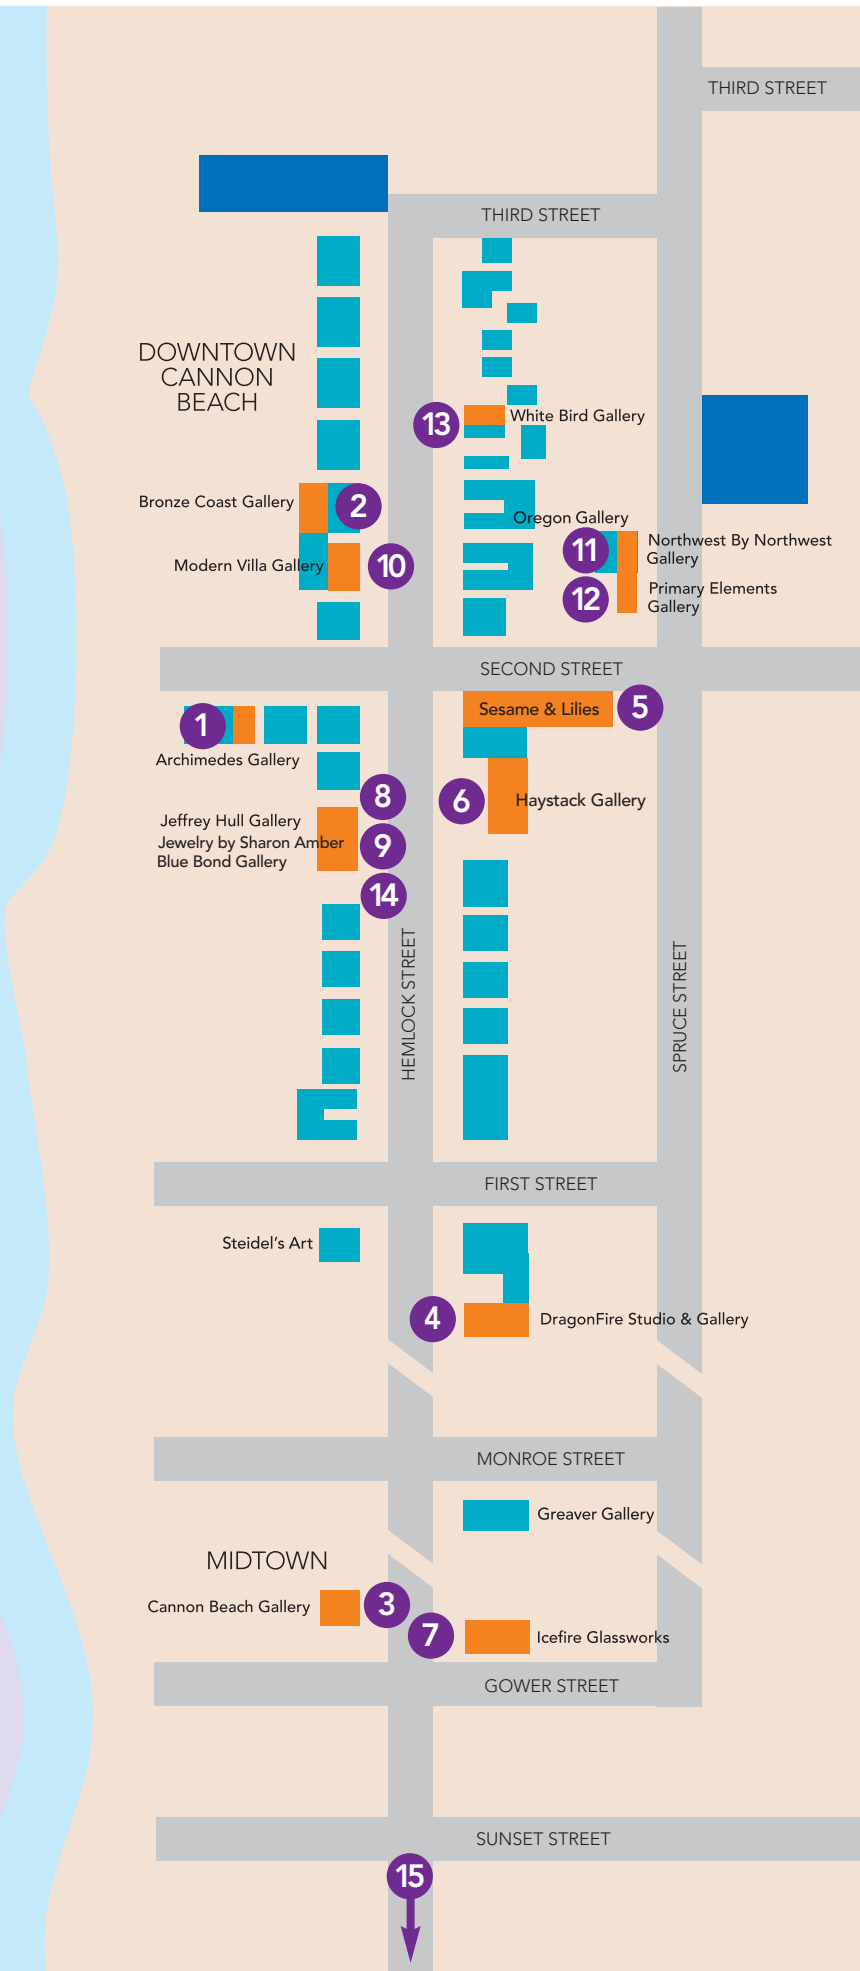 THIRD STREET
THIRD STREET
DOWNTOWN
CANNON
BEACH
13
White Bird Gallery
Bronze Coast Gallery
2
Oregon Gallery
11
Northwest By Northwest
Gallery
Modern Villa Gallery
10
12
Primary Elements
Gallery
SECOND STREET
1
Sesame & Lilies
5
Archimedes Gallery
8
6
Haystack Gallery
Jeffrey Hull Gallery
Jewelry by Sharon Amber
9
Blue Bond Gallery
14
HEMLOCK STREET
SPRUCE STREET
FIRST STREET
Steidel's Art
4
DragonFire Studio & Gallery
MONROE STREET
Greaver Gallery
MIDTOWN
Cannon Beach Gallery
3
7
Icefire Glassworks
GOWER STREET
SUNSET STREET
15